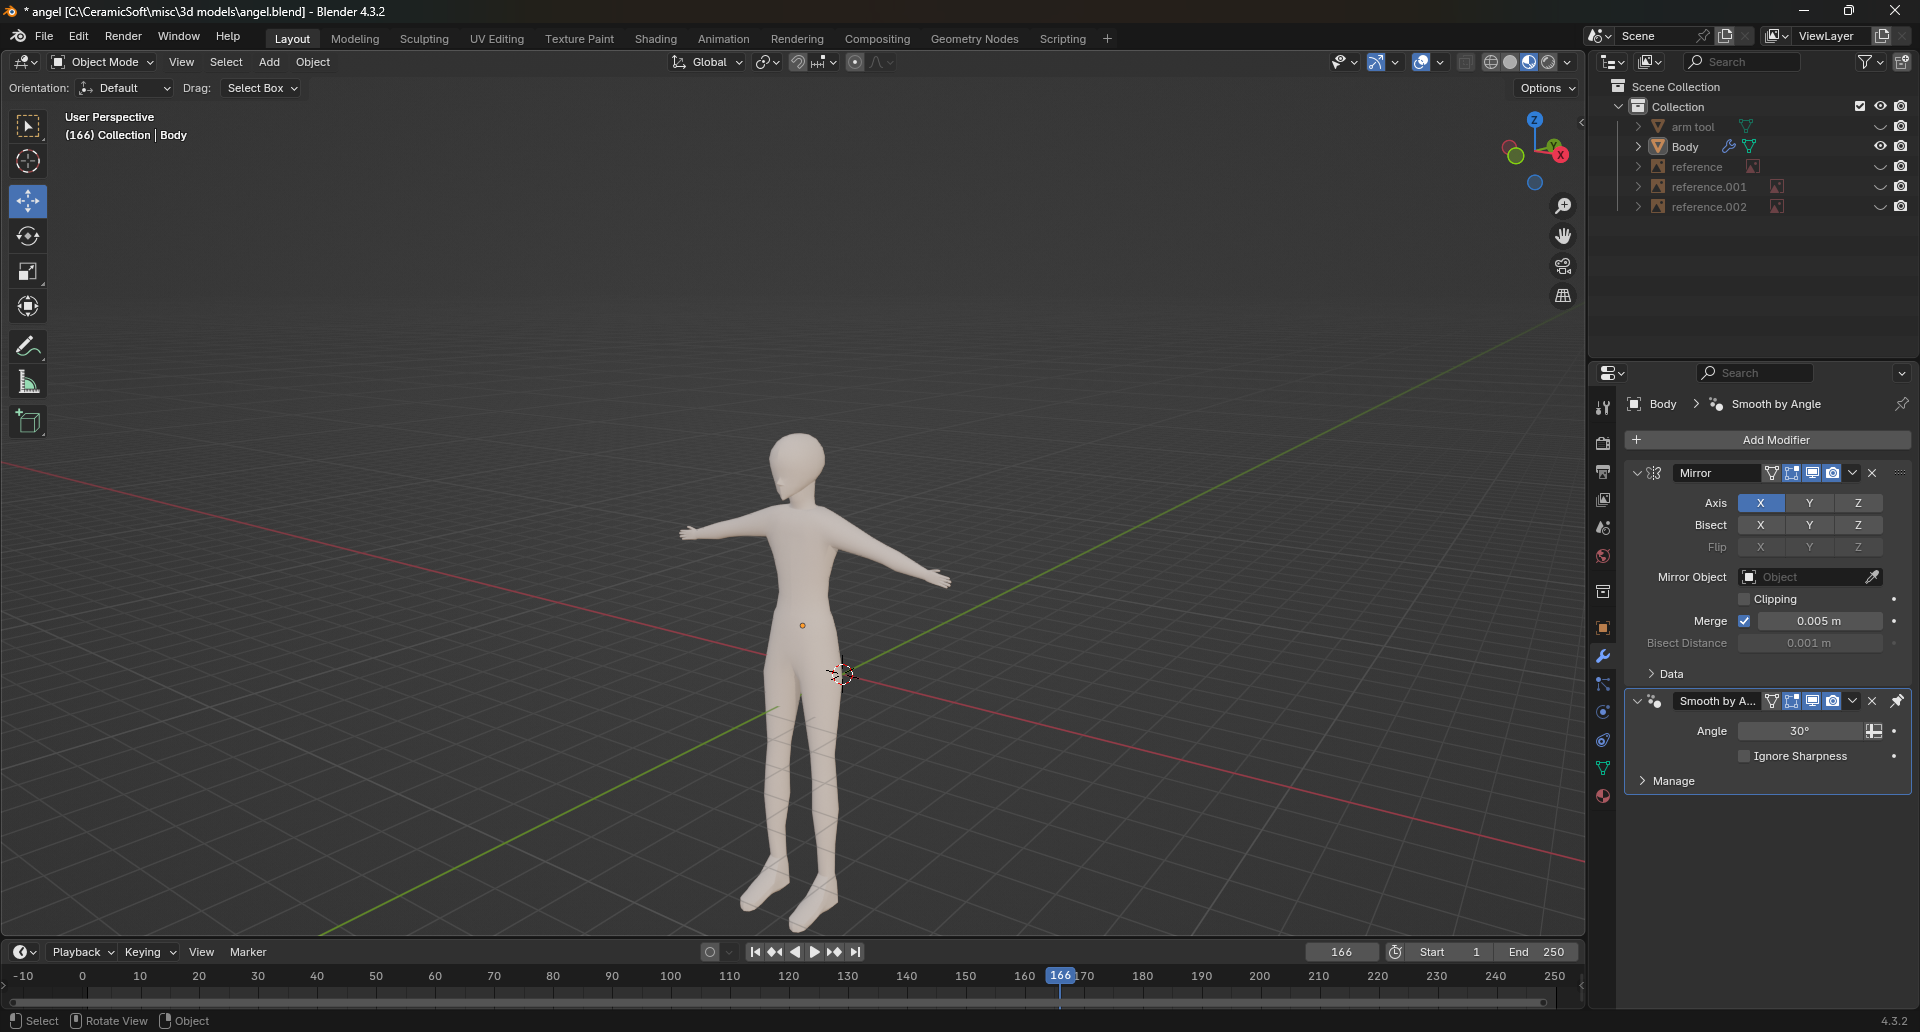 * angel [C:\CeramicSoft\misc\3d models\angel.blend] - Blender 4.3.2
File Edit Render Window Help Layout Modeling Sculpting UV Editing Texture Paint Shading Animation Rendering Compositing Geometry Nodes Scripting + Scene ViewLayer
Object Mode View Select Add Object Global Search
Orientation: Default Drag: Select Box Options
Scene Collection
Collection
arm tool
Body
reference
reference.001
reference.002
User Perspective
(166) Collection | Body
Z
Y
X
Search
Body > Smooth by Angle
+ Add Modifier
Mirror
Axis X Y Z
Bisect X Y Z
Flip X Y Z
Mirror Object Object
Clipping
Merge 0.005 m
Bisect Distance 0.001 m
Data
Smooth by A...
Angle 30°
Ignore Sharpness
Manage
Playback Keying View Marker 166 Start 1 End 250
-10 0 10 20 30 40 50 60 70 80 90 100 110 120 130 140 150 160 166 170 180 190 200 210 220 230 240 250
Select Rotate View Object 4.3.2